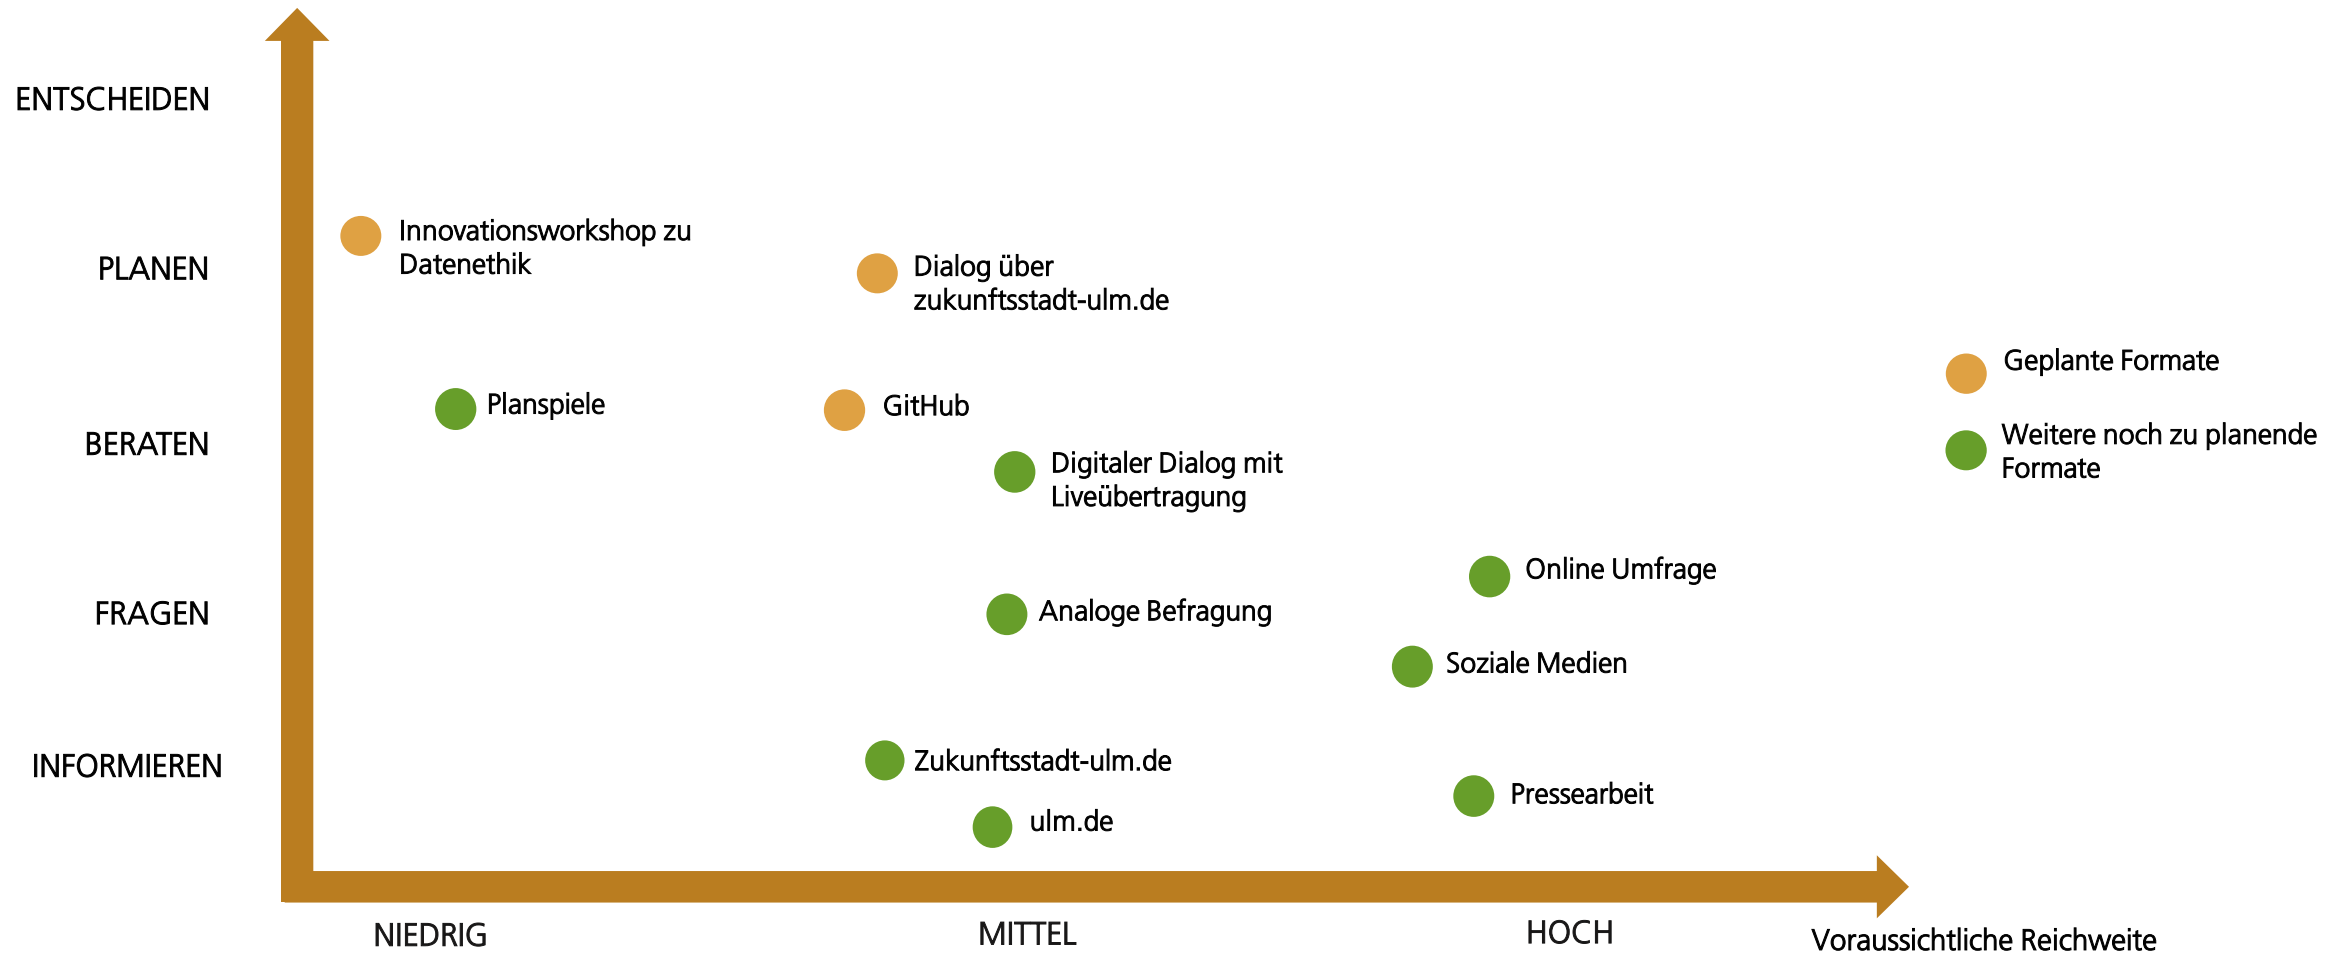 ENTSCHEIDEN
Innovationsworkshop zu
Datenethik
PLANEN
Dialog über
zukunftsstadt-ulm.de
Geplante Formate
Planspiele
GitHub
BERATEN
Weitere noch zu planende
Formate
Digitaler Dialog mit
Liveübertragung
Online Umfrage
FRAGEN
Analoge Befragung
Soziale Medien
INFORMIEREN
Zukunftsstadt-ulm.de
Pressearbeit
ulm.de
NIEDRIG
MITTEL
HOCH
Voraussichtliche Reichweite